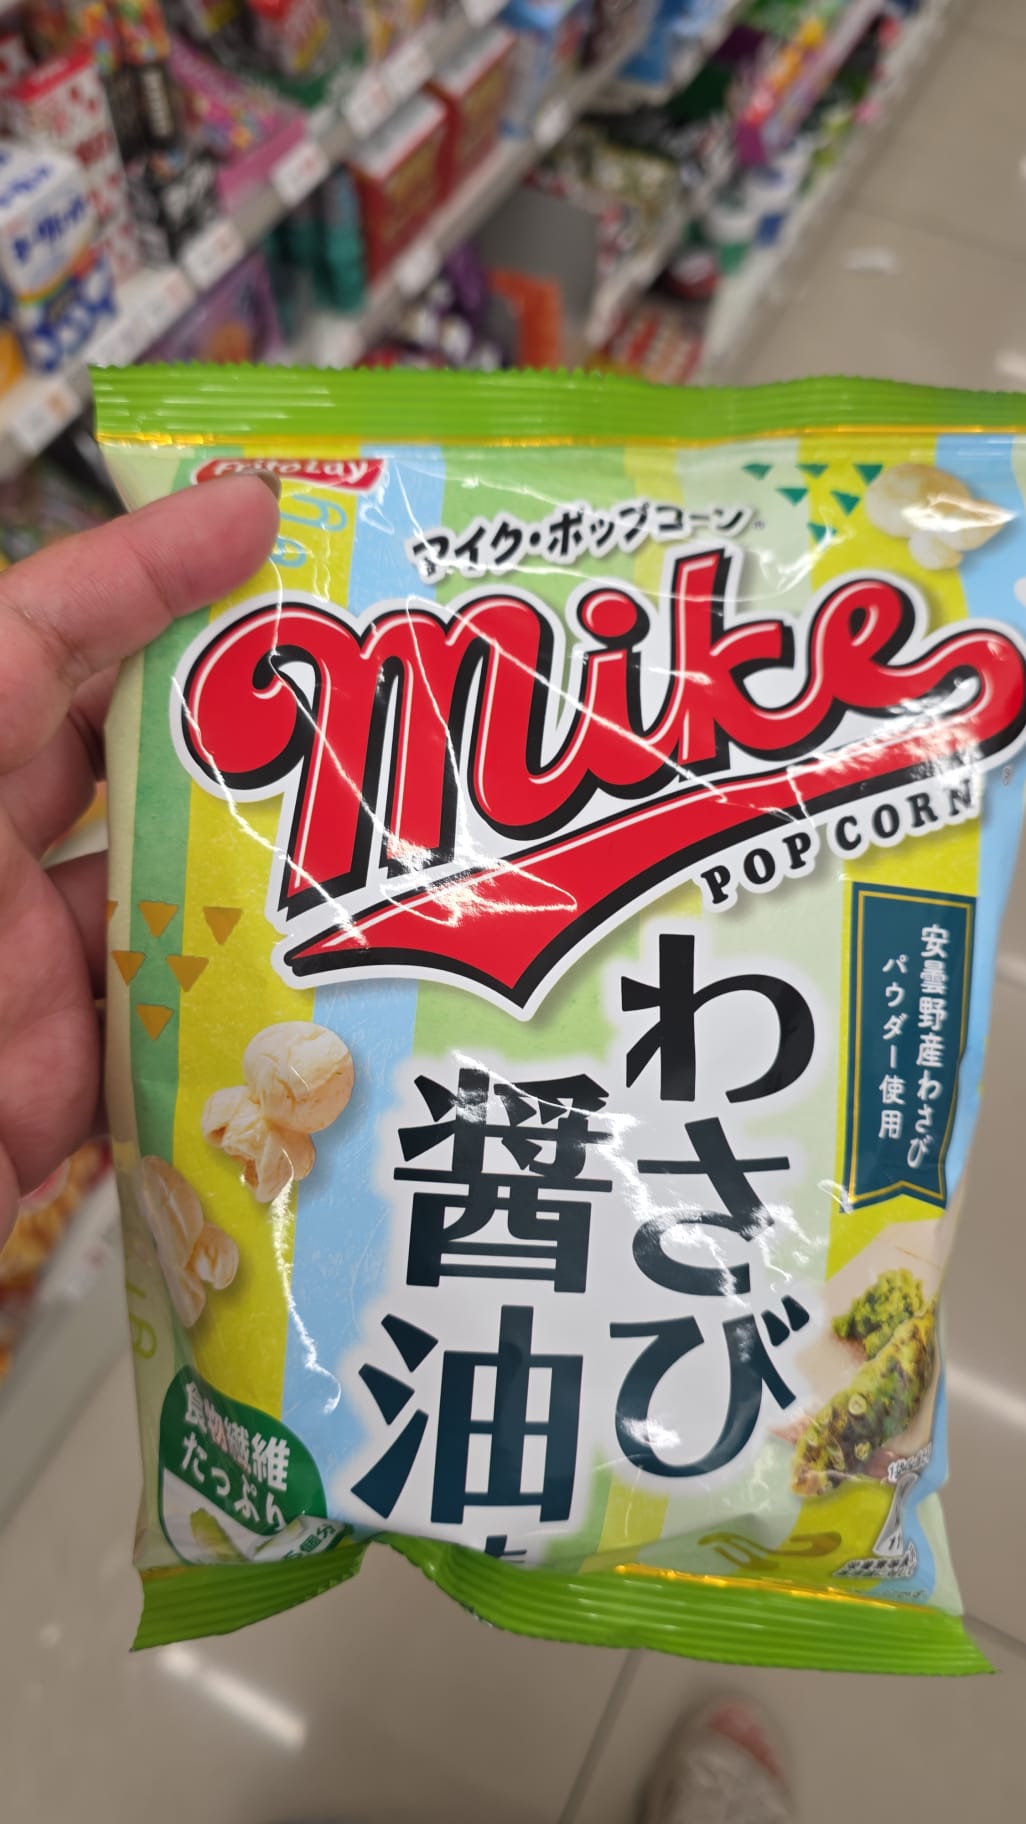 Frito Lay
マイク・ポップコーン
mike
POP CORN
安曇野産わさび
パウダー使用
わさび
醤油
食物繊維
たっぷり